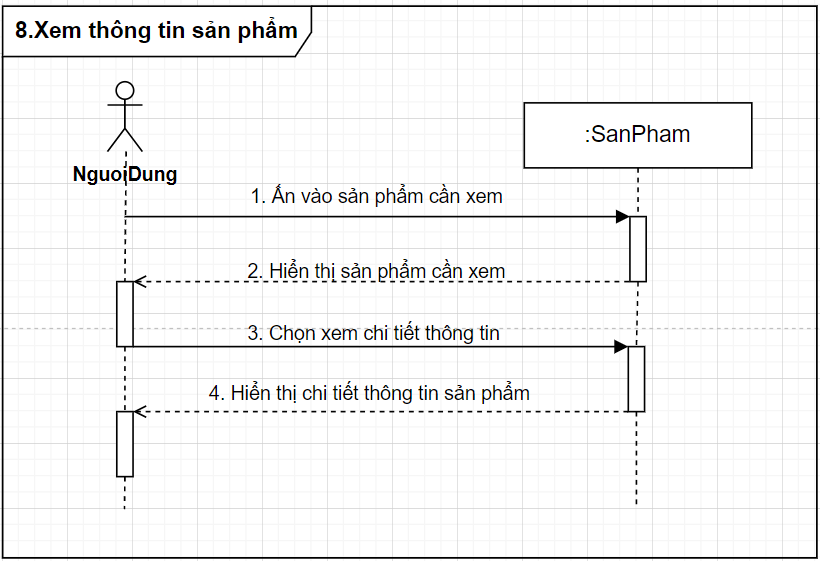 8.Xem thông tin sản phẩm
:SanPham
NguoiDung
1. Ấn vào sản phẩm cần xem
2. Hiển thị sản phẩm cần xem
3. Chọn xem chi tiết thông tin
4. Hiển thị chi tiết thông tin sản phẩm